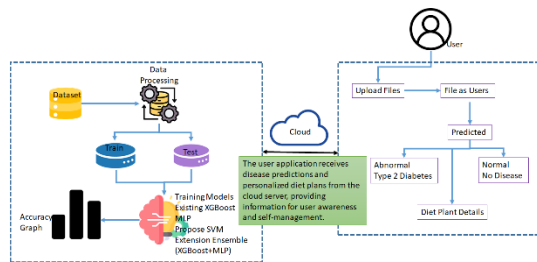 User
Data
Processing
Dataset
Train
Test
Training Models
Existing XGBoost
MLP
Propose SVM
Extension Ensemble
(XGBoost+MLP)
Accuracy
Graph
Cloud
The user application receives
disease predictions and
personalized diet plans from the
cloud server, providing
information for user awareness
and self-management.
Upload Files
File as Users
Predicted
Abnormal
Type 2 Diabetes
Normal
No Disease
Diet Plant Details